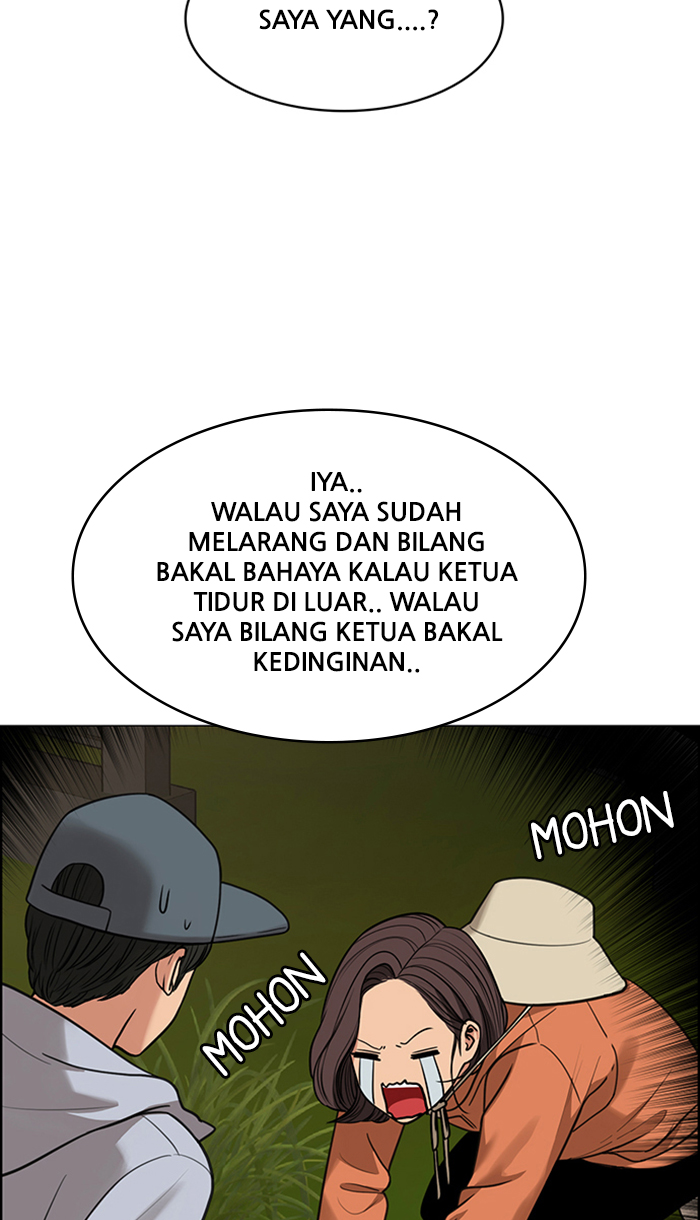 SAYA YANG....?
IYA..
WALAU SAYA SUDAH
MELARANG DAN BILANG
BAKAL BAHAYA KALAU KETUA
TIDUR DI LUAR.. WALAU
SAYA BILANG KETUA BAKAL
KEDINGINAN..
MOHON
MOHON